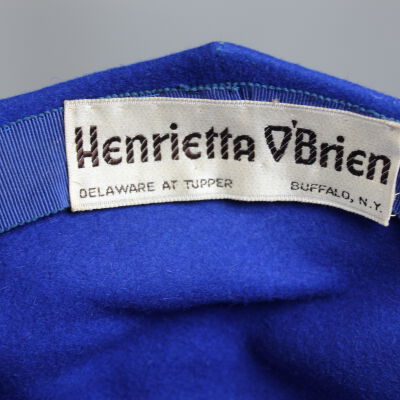 Henrietta O'Brien
DELAWARE AT TUPPER BUFFALO, N.Y.